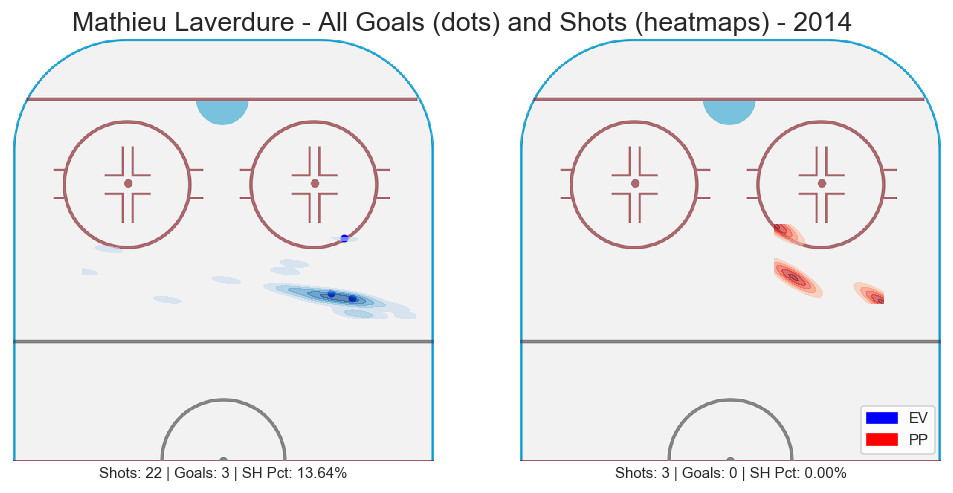 Mathieu Laverdure - All Goals (dots) and Shots (heatmaps) - 2014
EV
PP
Shots: 22 | Goals: 3 | SH Pct: 13.64%
Shots: 3 | Goals: 0 | SH Pct: 0.00%